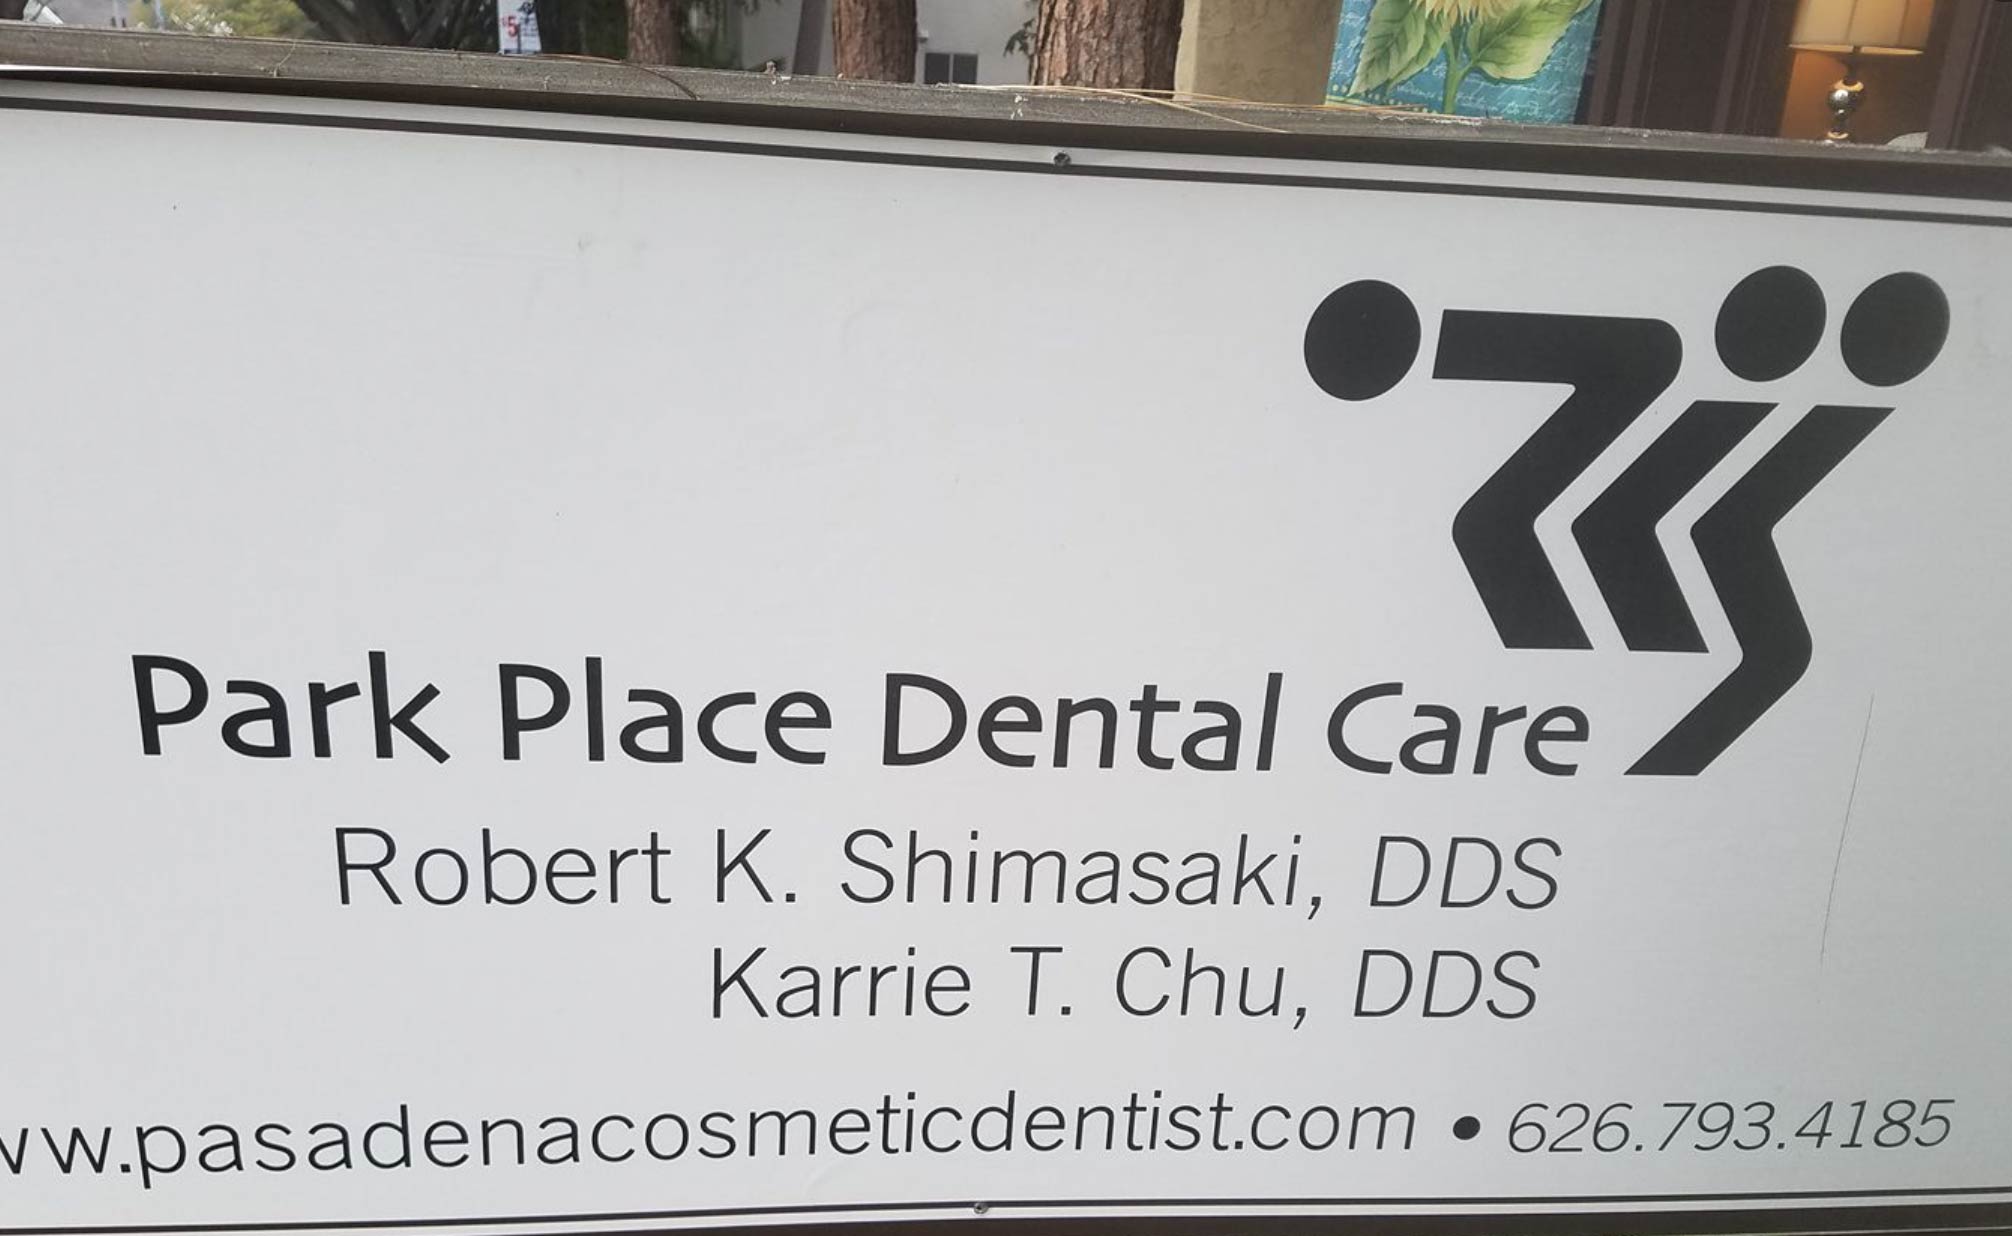 Park Place Dental Care
Robert K. Shimasaki, DDS
Karrie T. Chu, DDS
ww.pasadenacosmeticdentist.com • 626.793.4185